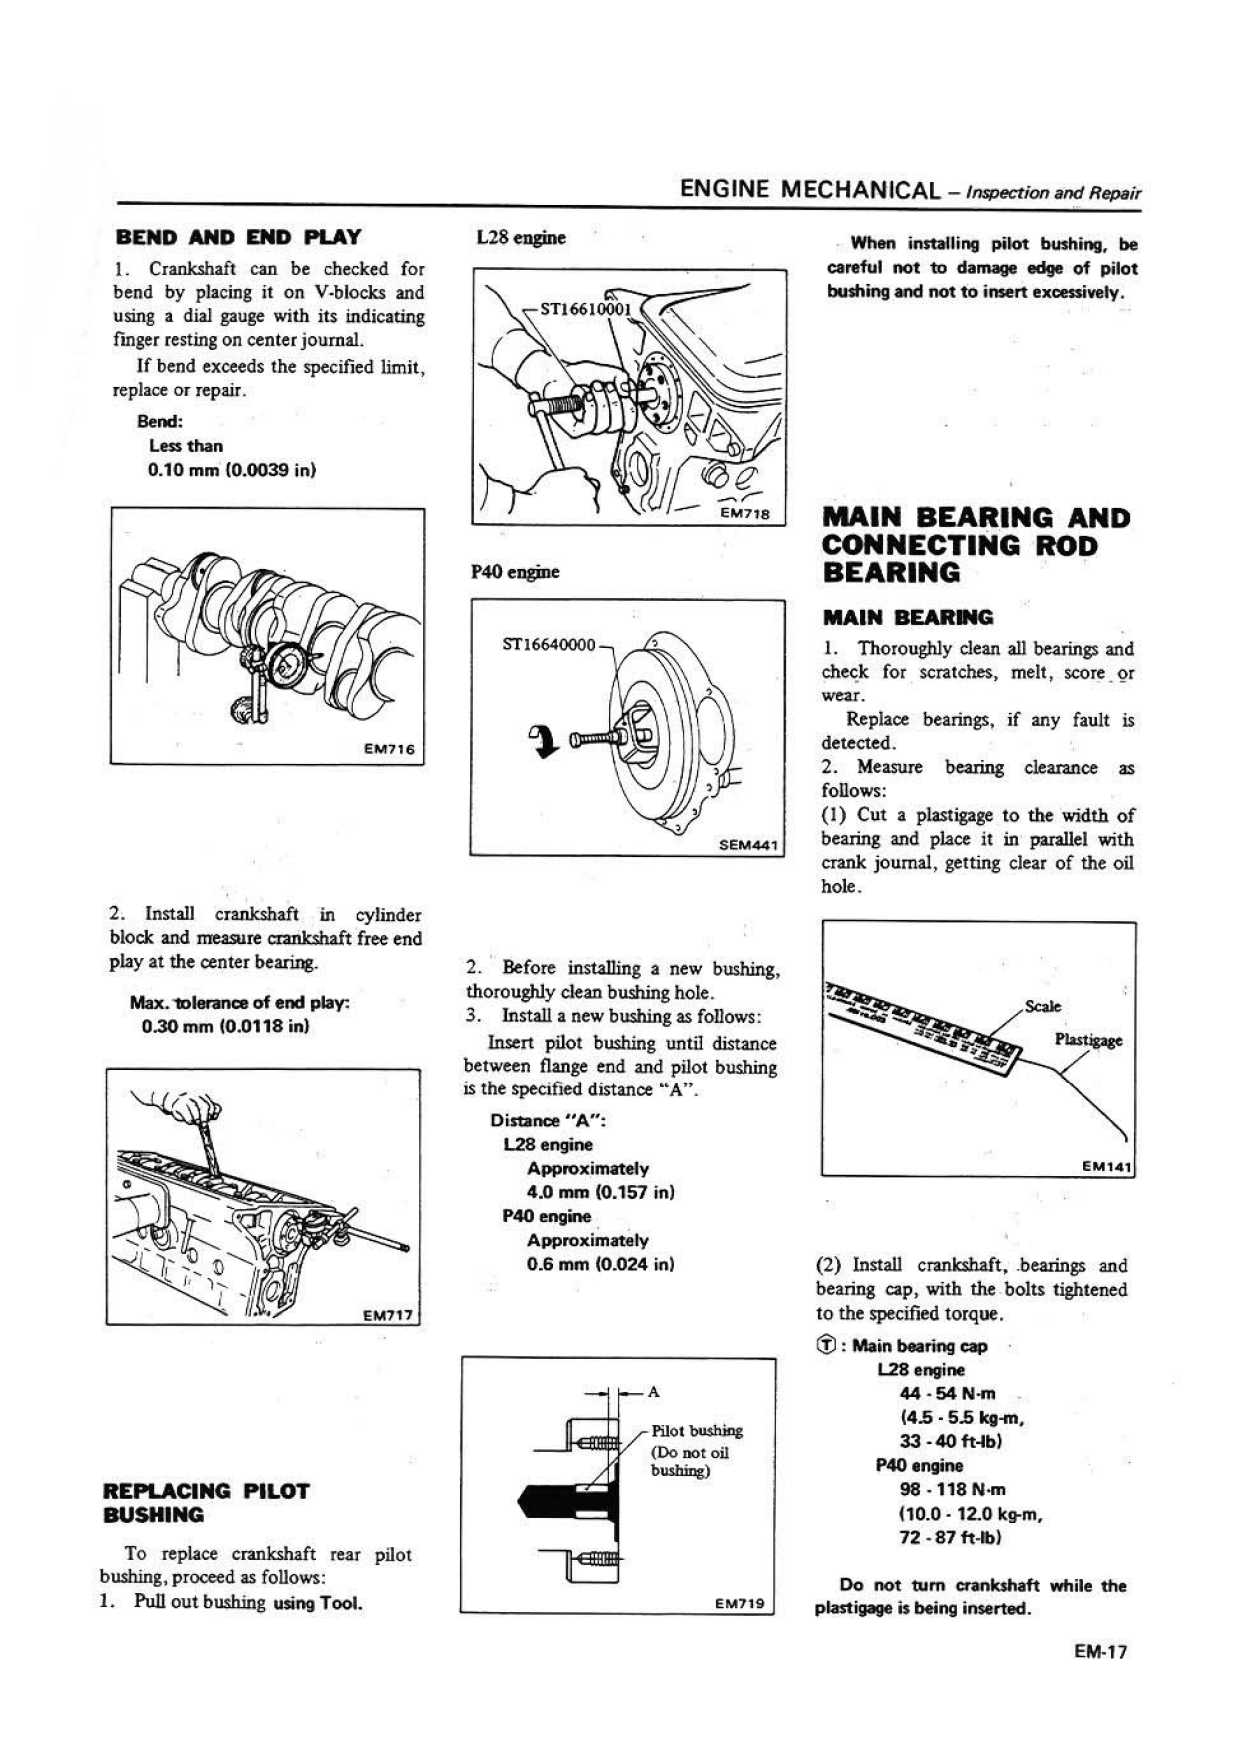 ENGINE MECHANICAL – Inspection and Repair
BEND AND END PLAY
1. Crankshaft can be checked for
bend by placing it on V-blocks and
using a dial gauge with its indicating
finger resting on center journal.
If bend exceeds the specified limit,
replace or repair.
Bend:
Less than
0.10 mm (0.0039 in)
EM716
2. Install crankshaft in cylinder
block and measure crankshaft free end
play at the center bearing.
Max. tolerance of end play:
0.30 mm (0.0118 in)
EM717
REPLACING PILOT
BUSHING
To replace crankshaft rear pilot
bushing, proceed as follows:
1. Pull out bushing using Tool.
L28 engine
ST16610001
EM718
P40 engine
ST16640000
SEM441
2. Before installing a new bushing,
thoroughly clean bushing hole.
3. Install a new bushing as follows:
Insert pilot bushing until distance
between flange end and pilot bushing
is the specified distance “A”.
Distance "A":
L28 engine
Approximately
4.0 mm (0.157 in)
P40 engine
Approximately
0.6 mm (0.024 in)
A
Pilot bushing
(Do not oil
bushing)
EM719
When installing pilot bushing, be
careful not to damage edge of pilot
bushing and not to insert excessively.
MAIN BEARING AND
CONNECTING ROD
BEARING
MAIN BEARING
1. Thoroughly clean all bearings and
check for scratches, melt, score or
wear.
Replace bearings, if any fault is
detected.
2. Measure bearing clearance as
follows:
(1) Cut a plastigage to the width of
bearing and place it in parallel with
crank journal, getting clear of the oil
hole.
Scale
Plastigage
EM141
(2) Install crankshaft, bearings and
bearing cap, with the bolts tightened
to the specified torque.
Ⓣ : Main bearing cap
L28 engine
44 - 54 N·m
(4.5 - 5.5 kg-m,
33 - 40 ft-lb)
P40 engine
98 - 118 N·m
(10.0 - 12.0 kg-m,
72 - 87 ft-lb)
Do not turn crankshaft while the
plastigage is being inserted.
EM-17